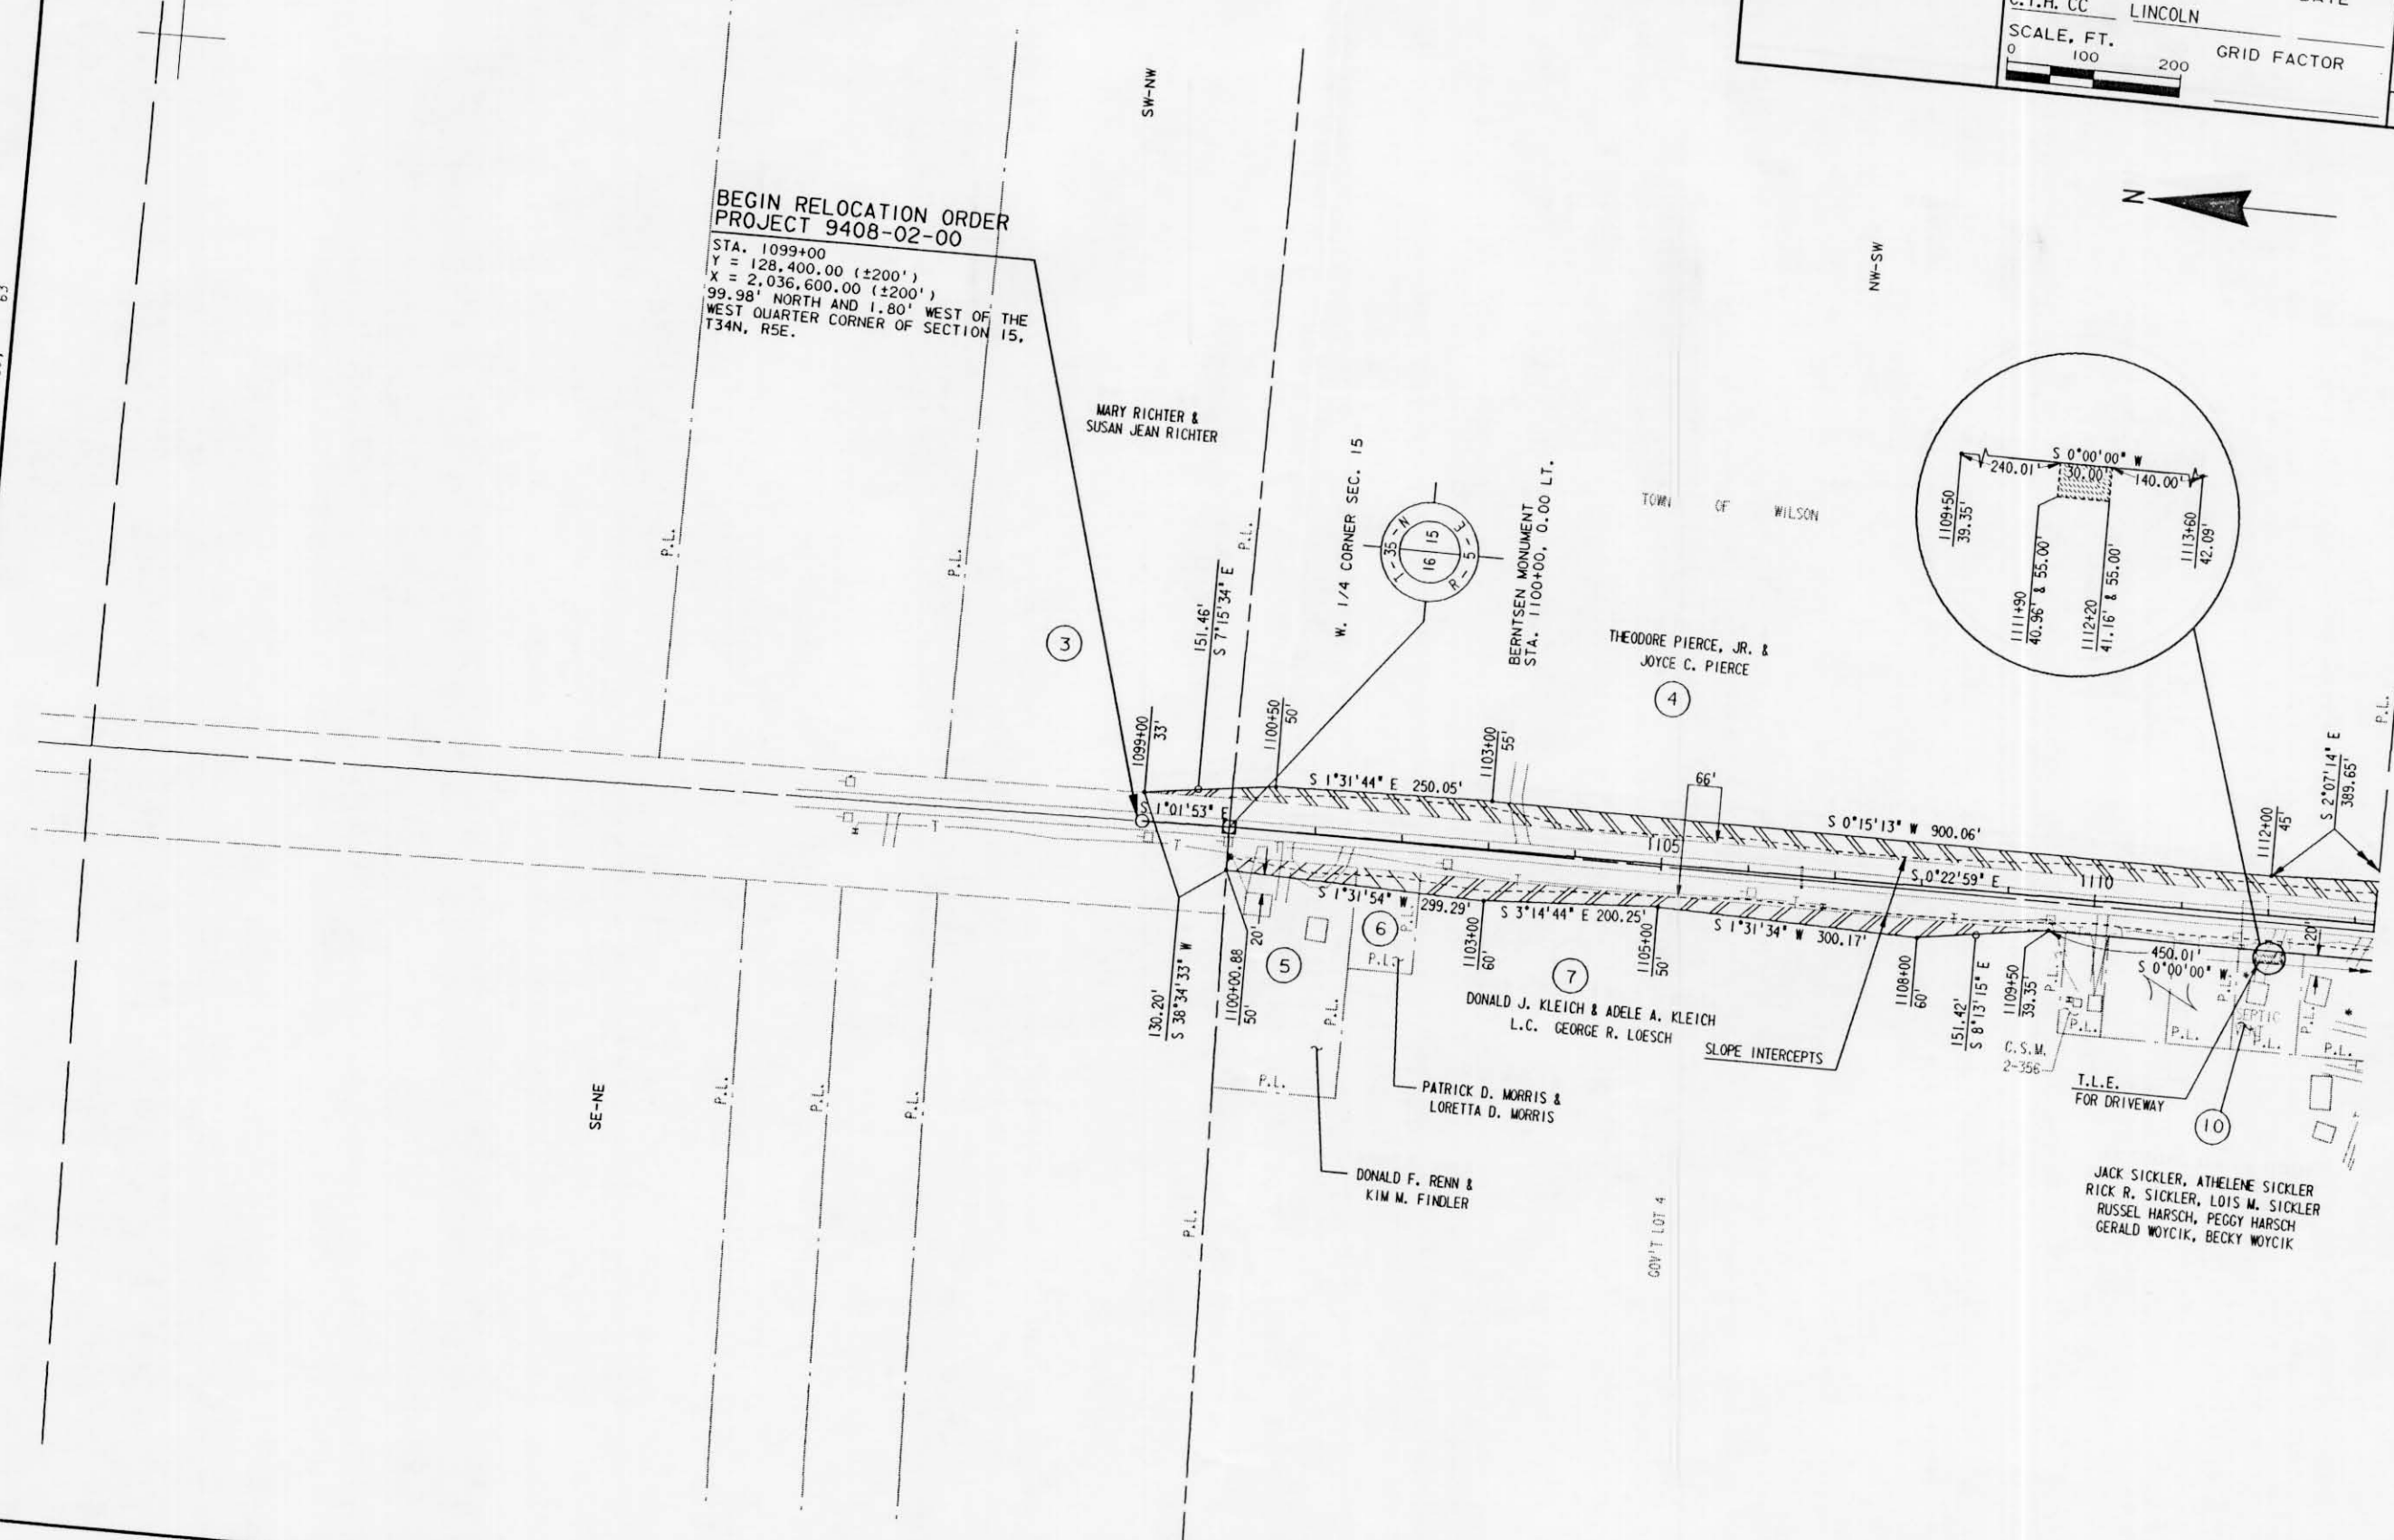 C.T.H. CC LINCOLN
SCALE, FT.
0 100 200
GRID FACTOR
N
SW-NW
NW-SW
BEGIN RELOCATION ORDER
PROJECT 9408-02-00
STA. 1099+00
Y = 128,400.00 (±200')
X = 2,036,600.00 (±200')
99.98' NORTH AND 1.80' WEST OF THE
WEST QUARTER CORNER OF SECTION 15,
T34N, R5E.
63
MARY RICHTER &
SUSAN JEAN RICHTER
P.L.
P.L.
P.L.
3
151.46'
S 7°15'34" E
W. 1/4 CORNER SEC. 15
T-35-N
R-5-E
16 15
BERNTSEN MONUMENT
STA. 1100+00, 0.00 LT.
TOWN OF WILSON
THEODORE PIERCE, JR. &
JOYCE C. PIERCE
4
S 0°00'00" W
240.01'
30.00'
140.00'
1109+50
39.35'
1111+90
40.96' & 55.00'
1112+20
41.16' & 55.00'
1113+60
42.09'
1099+00
33'
1100+50
50'
1103+00
55'
66'
P.L.
S 2°07'14" E
389.65'
1112+00
45'
S 1°01'53" E
S 1°31'44" E 250.05'
S 0°15'13" W 900.06'
1105
S 0°22'59" E
1110
T
T
H
S 1°31'54" W 299.29'
S 3°14'44" E 200.25'
S 1°31'34" W 300.17'
450.01'
S 0°00'00" W
20'
20'
130.20'
S 38°34'33" W
1100+00.88
50'
5
6
P.L.
P.L.
P.L.
P.L.
1103+00
60'
7
1105+00
50'
DONALD J. KLEICH & ADELE A. KLEICH
L.C. GEORGE R. LOESCH
SLOPE INTERCEPTS
1108+00
60'
151.42'
S 8°13'15" E
1109+50
39.35'
C.S.M.
2-356
P.L.
P.L.
P.L.
P.L.
SEPTIC
P.L.
P.L.
P.L.
T.L.E.
FOR DRIVEWAY
10
JACK SICKLER, ATHELENE SICKLER
RICK R. SICKLER, LOIS M. SICKLER
RUSSEL HARSCH, PEGGY HARSCH
GERALD WOYCIK, BECKY WOYCIK
PATRICK D. MORRIS &
LORETTA D. MORRIS
DONALD F. RENN &
KIM M. FINDLER
SE-NE
P.L.
P.L.
P.L.
P.L.
GOV'T LOT 4